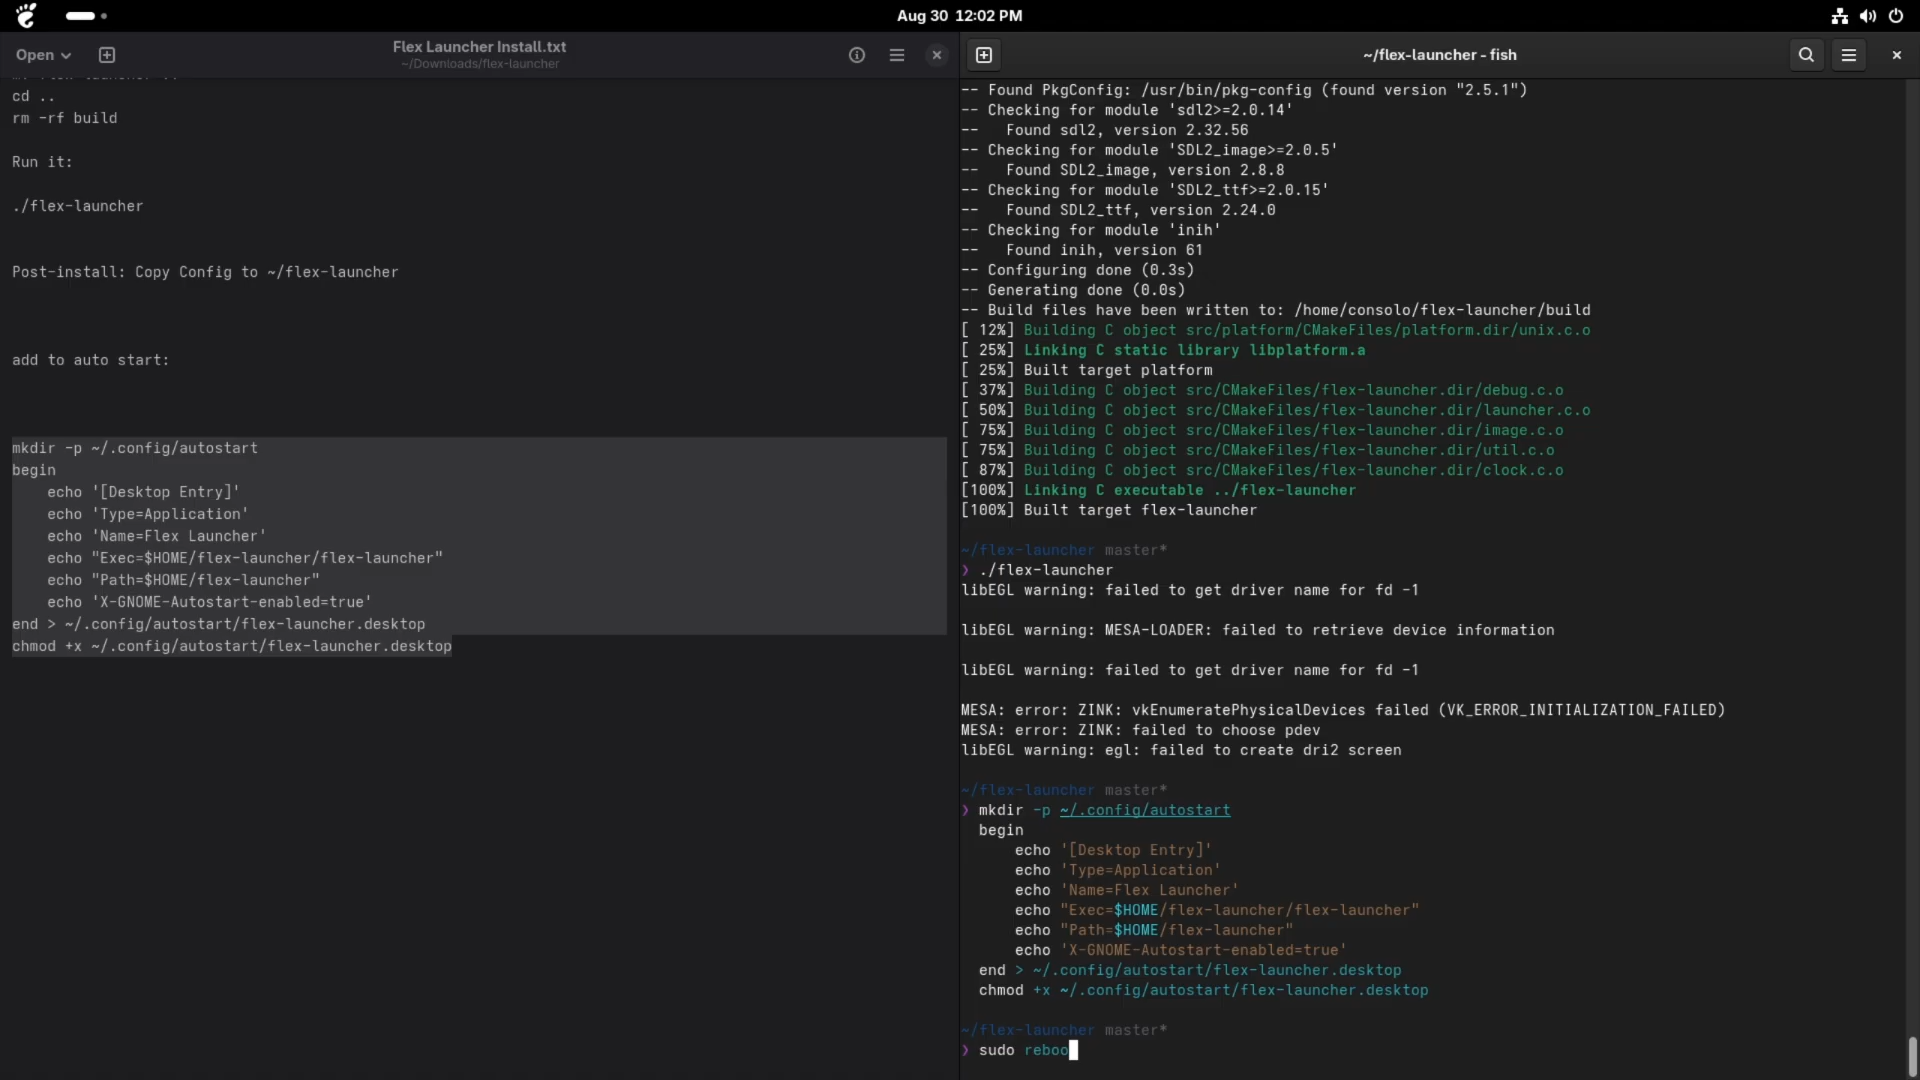 Aug 30 12:02 PM
Open
Flex Launcher Install.txt
~/Downloads/flex-launcher
cd ..
rm -rf build
Run it:
./flex-launcher
Post-install: Copy Config to ~/flex-launcher
add to auto start:
mkdir -p ~/.config/autostart
begin
    echo '[Desktop Entry]'
    echo 'Type=Application'
    echo 'Name=Flex Launcher'
    echo "Exec=$HOME/flex-launcher/flex-launcher"
    echo "Path=$HOME/flex-launcher"
    echo 'X-GNOME-Autostart-enabled=true'
end > ~/.config/autostart/flex-launcher.desktop
chmod +x ~/.config/autostart/flex-launcher.desktop
~/flex-launcher - fish
-- Found PkgConfig: /usr/bin/pkg-config (found version "2.5.1")
-- Checking for module 'sdl2>=2.0.14'
--   Found sdl2, version 2.32.56
-- Checking for module 'SDL2_image>=2.0.5'
--   Found SDL2_image, version 2.8.8
-- Checking for module 'SDL2_ttf>=2.0.15'
--   Found SDL2_ttf, version 2.24.0
-- Checking for module 'inih'
--   Found inih, version 61
-- Configuring done (0.3s)
-- Generating done (0.0s)
-- Build files have been written to: /home/consolo/flex-launcher/build
[ 12%] Building C object src/platform/CMakeFiles/platform.dir/unix.c.o
[ 25%] Linking C static library libplatform.a
[ 25%] Built target platform
[ 37%] Building C object src/CMakeFiles/flex-launcher.dir/debug.c.o
[ 50%] Building C object src/CMakeFiles/flex-launcher.dir/launcher.c.o
[ 75%] Building C object src/CMakeFiles/flex-launcher.dir/image.c.o
[ 75%] Building C object src/CMakeFiles/flex-launcher.dir/util.c.o
[ 87%] Building C object src/CMakeFiles/flex-launcher.dir/clock.c.o
[100%] Linking C executable ../flex-launcher
[100%] Built target flex-launcher
~/flex-launcher master*
❯ ./flex-launcher
libEGL warning: failed to get driver name for fd -1
libEGL warning: MESA-LOADER: failed to retrieve device information
libEGL warning: failed to get driver name for fd -1
MESA: error: ZINK: vkEnumeratePhysicalDevices failed (VK_ERROR_INITIALIZATION_FAILED)
MESA: error: ZINK: failed to choose pdev
libEGL warning: egl: failed to create dri2 screen
~/flex-launcher master*
❯ mkdir -p ~/.config/autostart
  begin
      echo '[Desktop Entry]'
      echo 'Type=Application'
      echo 'Name=Flex Launcher'
      echo "Exec=$HOME/flex-launcher/flex-launcher"
      echo "Path=$HOME/flex-launcher"
      echo 'X-GNOME-Autostart-enabled=true'
  end > ~/.config/autostart/flex-launcher.desktop
  chmod +x ~/.config/autostart/flex-launcher.desktop
~/flex-launcher master*
❯ sudo reboo